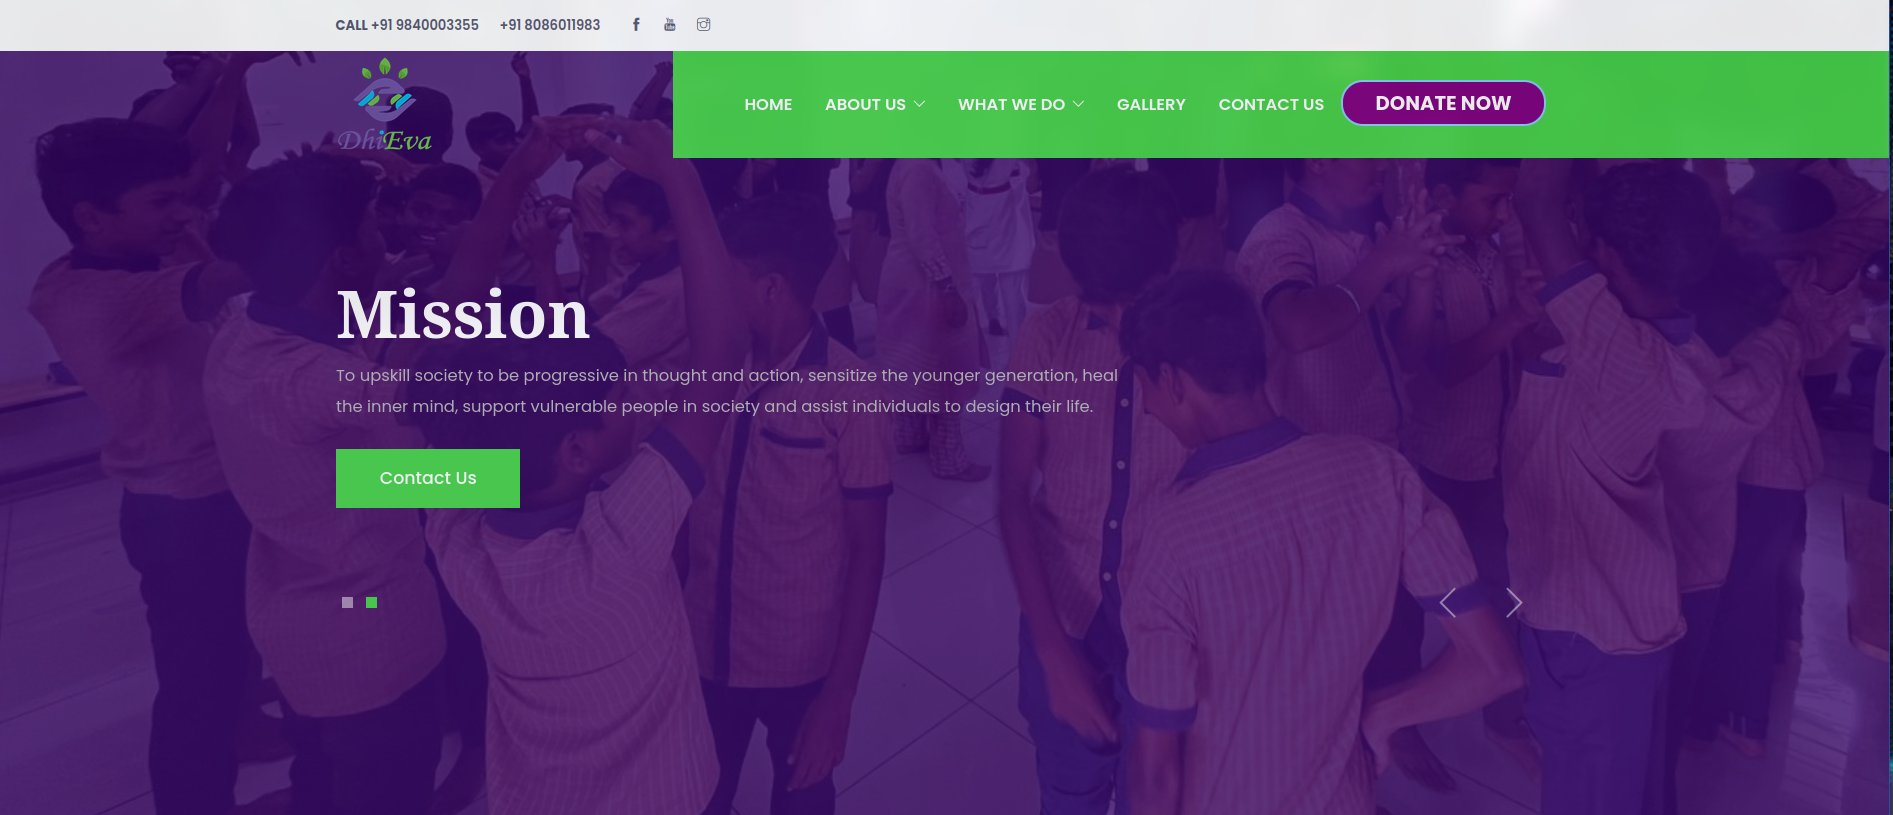 CALL +91 9840003355 +91 8086011983
DhiEva
HOME ABOUT US WHAT WE DO GALLERY CONTACT US DONATE NOW
Mission
To upskill society to be progressive in thought and action, sensitize the younger generation, heal
the inner mind, support vulnerable people in society and assist individuals to design their life.
Contact Us